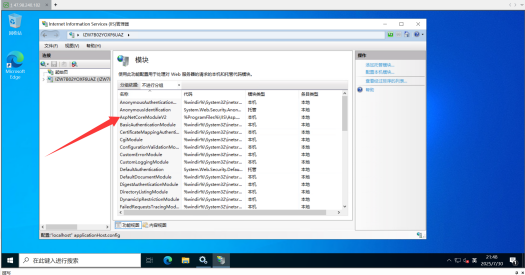 回收站
Microsoft
Edge
Internet Information Services (IIS)管理器
IZW7B02YOXF6UAZ
文件(F) 视图(V) 帮助(H)
连接
起始页
模块
使用此功能配置用于处理对 Web 服务器的请求的本机和托管代码模块。
分组依据: 不进行分组
名称 代码 模块类型 条目类型
AnonymousAuthentication... %windir%\System32\inetsr... 本机 本地
AnonymousIdentification System.Web.Security.Anon... 托管 本地
AspNetCoreModuleV2 %ProgramFiles%\IIS\Asp... 本机 本地
BasicAuthenticationModule %windir%\System32\inetsr... 本机 本地
CertificateMappingAuthenti... %windir%\System32\inetsr... 本机 本地
CgiModule %windir%\System32\inetsr... 本机 本地
ConfigurationValidationMo... %windir%\System32\inetsr... 本机 本地
CustomErrorModule %windir%\System32\inetsr... 本机 本地
CustomLoggingModule %windir%\System32\inetsr... 本机 本地
DefaultAuthentication System.Web.Security.Defau... 托管 本地
DefaultDocumentModule %windir%\System32\inetsr... 本机 本地
DigestAuthenticationModule %windir%\System32\inetsr... 本机 本地
DirectoryListingModule %windir%\System32\inetsr... 本机 本地
DynamicIpRestrictionModule %windir%\System32\inetsr... 本机 本地
FailedRequestsTracingMod... %windir%\System32\inetsr... 本机 本地
功能视图 内容视图
操作
添加托管模块...
配置本机模块...
查看经过排序的列表...
帮助
配置:"localhost" applicationHost.config
在此处键入进行搜索
英
21:48
2025/7/30